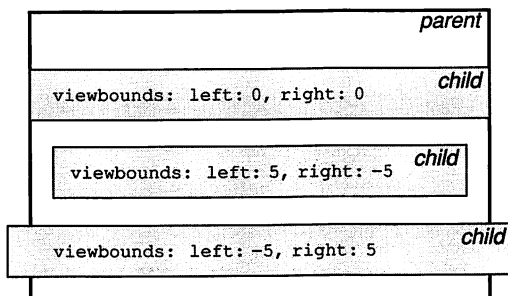 parent
child
viewbounds: left: 0, right: 0
child
viewbounds: left: 5, right: -5
child
viewbounds: left: -5, right: 5